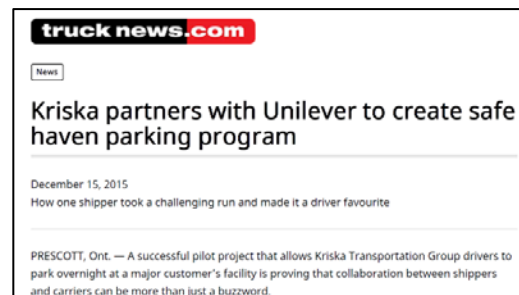 truck news.com
News
Kriska partners with Unilever to create safe
haven parking program
December 15, 2015
How one shipper took a challenging run and made it a driver favourite
PRESCOTT, Ont. — A successful pilot project that allows Kriska Transportation Group drivers to
park overnight at a major customer's facility is proving that collaboration between shippers
and carriers can be more than just a buzzword.